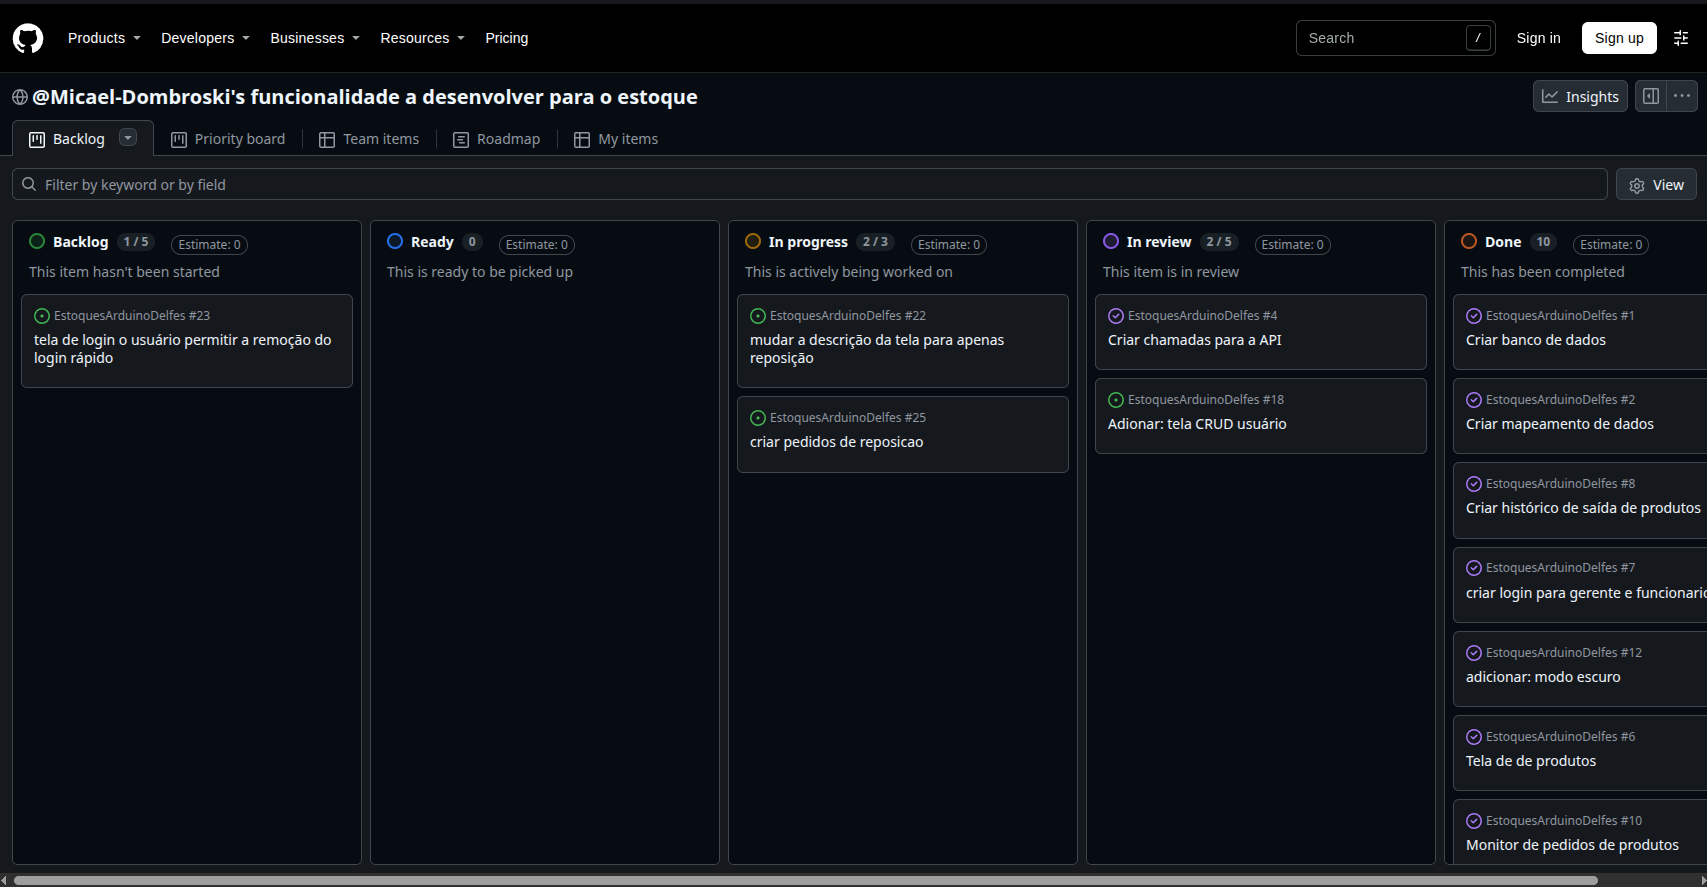 Products Developers Businesses Resources Pricing Search / Sign in Sign up
@Micael-Dombroski's funcionalidade a desenvolver para o estoque Insights
Backlog Priority board Team items Roadmap My items
Filter by keyword or by field View
Backlog 1 / 5 Estimate: 0
This item hasn't been started
EstoquesArduinoDelfes #23
tela de login o usuário permitir a remoção do
login rápido
Ready 0 Estimate: 0
This is ready to be picked up
In progress 2 / 3 Estimate: 0
This is actively being worked on
EstoquesArduinoDelfes #22
mudar a descrição da tela para apenas
reposição
EstoquesArduinoDelfes #25
criar pedidos de reposicao
In review 2 / 5 Estimate: 0
This item is in review
EstoquesArduinoDelfes #4
Criar chamadas para a API
EstoquesArduinoDelfes #18
Adionar: tela CRUD usuário
Done 10 Estimate: 0
This has been completed
EstoquesArduinoDelfes #1
Criar banco de dados
EstoquesArduinoDelfes #2
Criar mapeamento de dados
EstoquesArduinoDelfes #8
Criar histórico de saída de produtos
EstoquesArduinoDelfes #7
criar login para gerente e funcionario
EstoquesArduinoDelfes #12
adicionar: modo escuro
EstoquesArduinoDelfes #6
Tela de de produtos
EstoquesArduinoDelfes #10
Monitor de pedidos de produtos